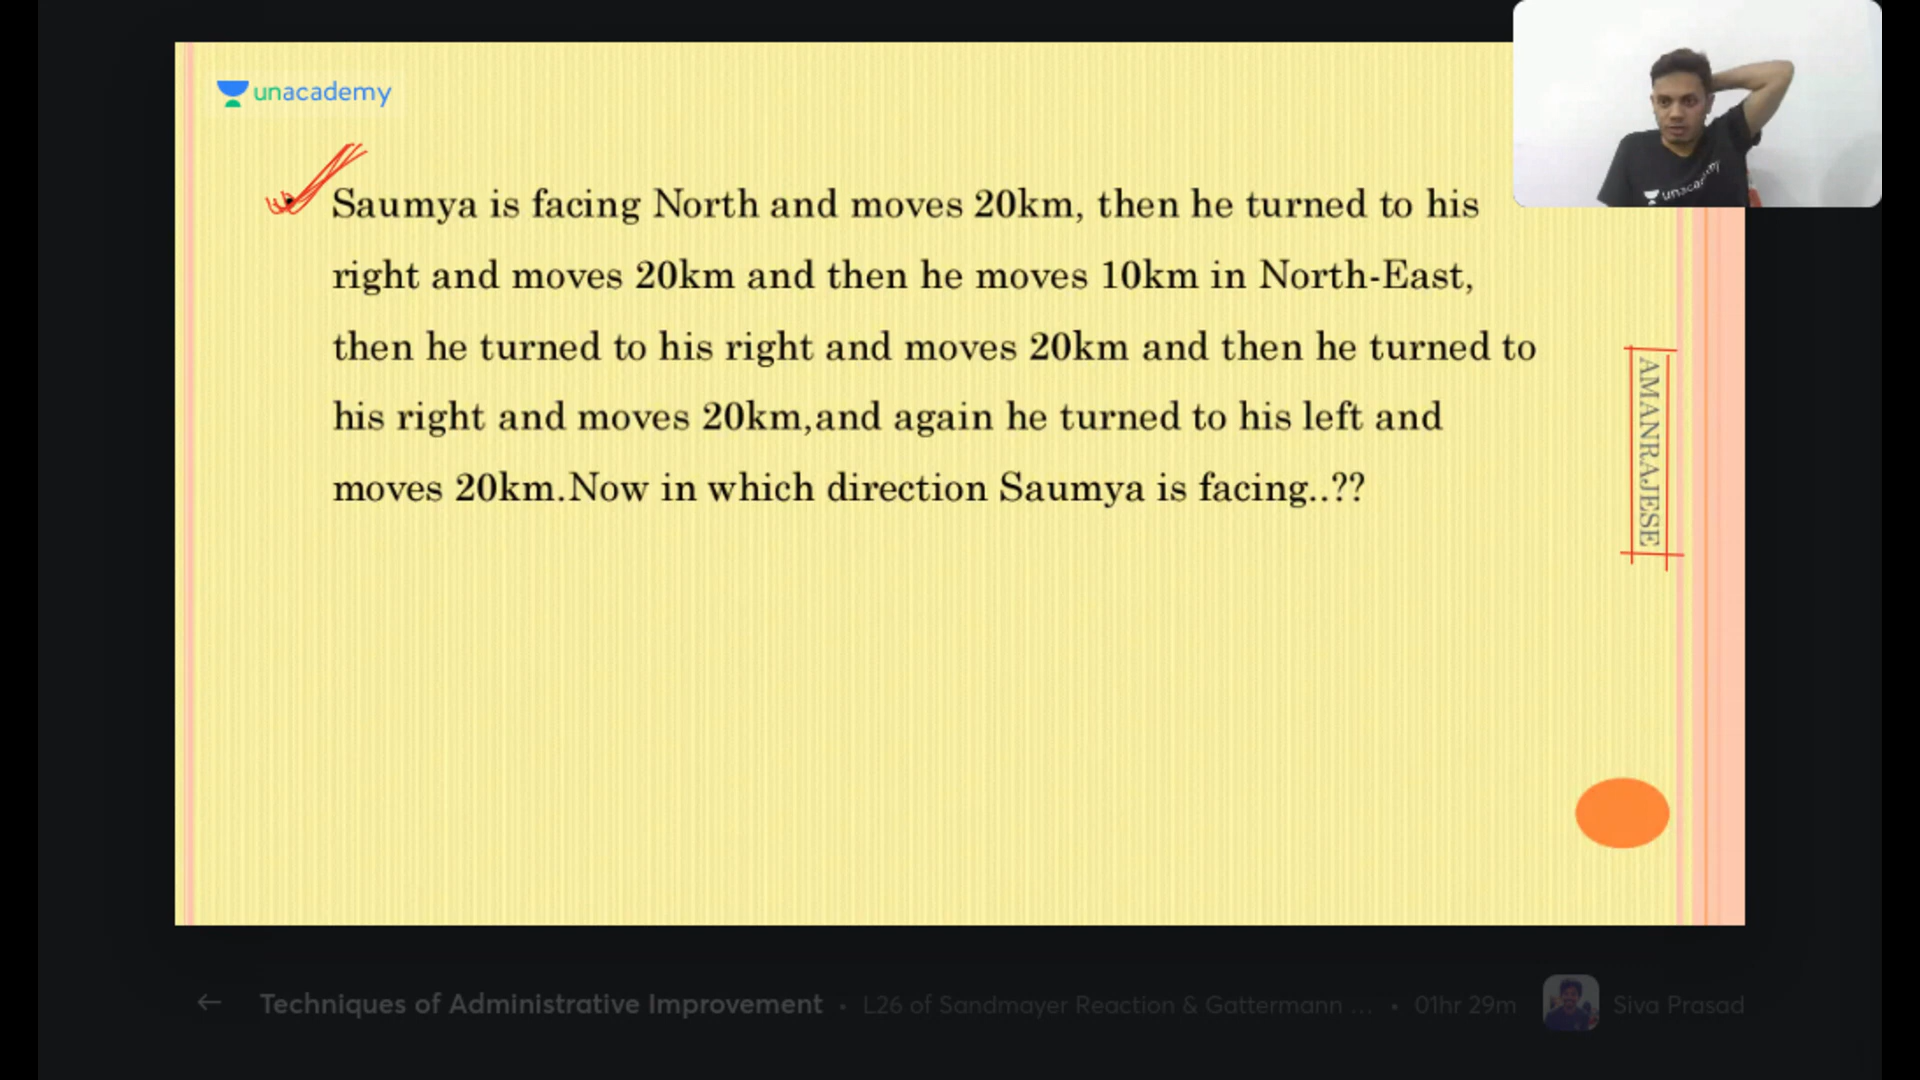 unacademy
Saumya is facing North and moves 20km, then he turned to his
right and moves 20km and then he moves 10km in North-East,
then he turned to his right and moves 20km and then he turned to
his right and moves 20km,and again he turned to his left and
moves 20km.Now in which direction Saumya is facing..??
AMANRAJESE
unacademy
← Techniques of Administrative Improvement • L26 of Sandmayer Reaction & Gattermann ... • 01hr 29m Siva Prasad